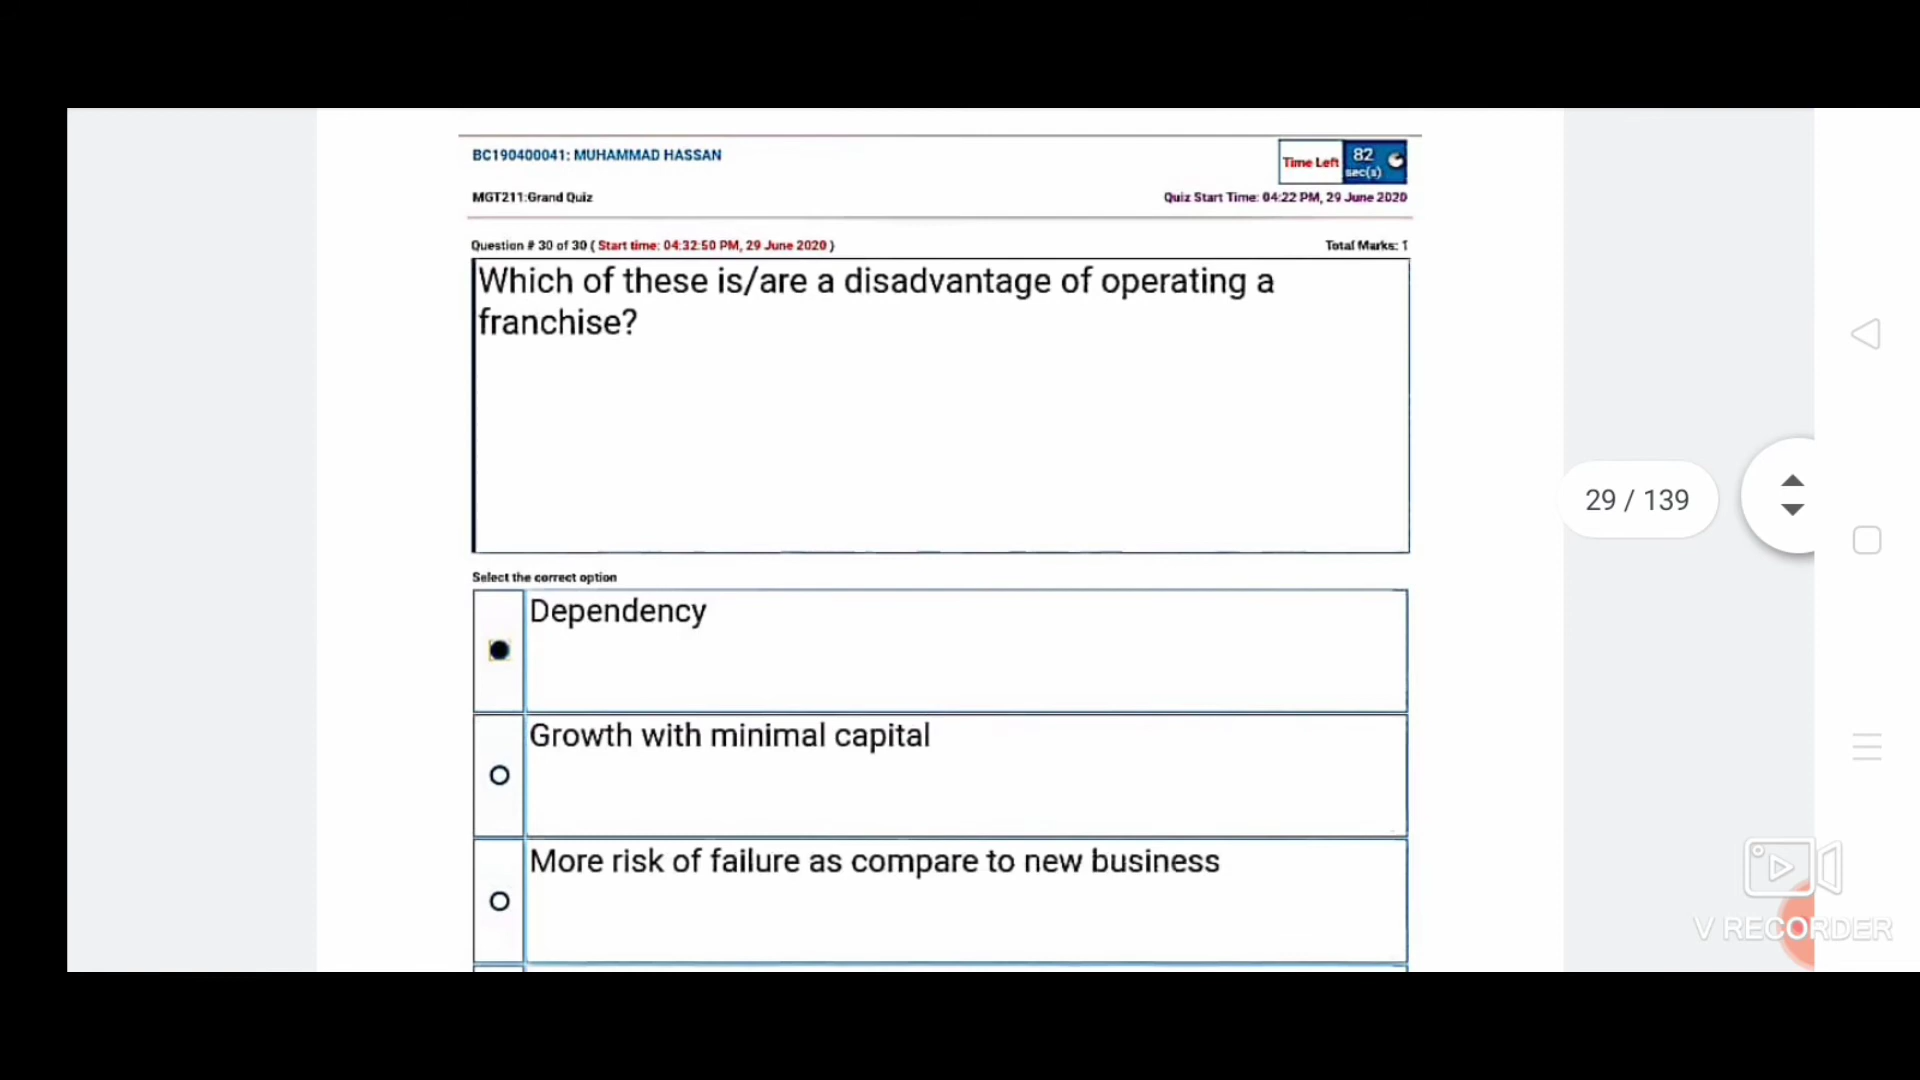 BC190400041: MUHAMMAD HASSAN
Time Left 82 sec(s)
MGT211:Grand Quiz
Quiz Start Time: 04:22 PM, 29 June 2020
Question # 30 of 30 ( Start time: 04:32:50 PM, 29 June 2020 )
Total Marks: 1
Which of these is/are a disadvantage of operating a
franchise?
29 / 139
Select the correct option
Dependency
Growth with minimal capital
More risk of failure as compare to new business
V RECORDER